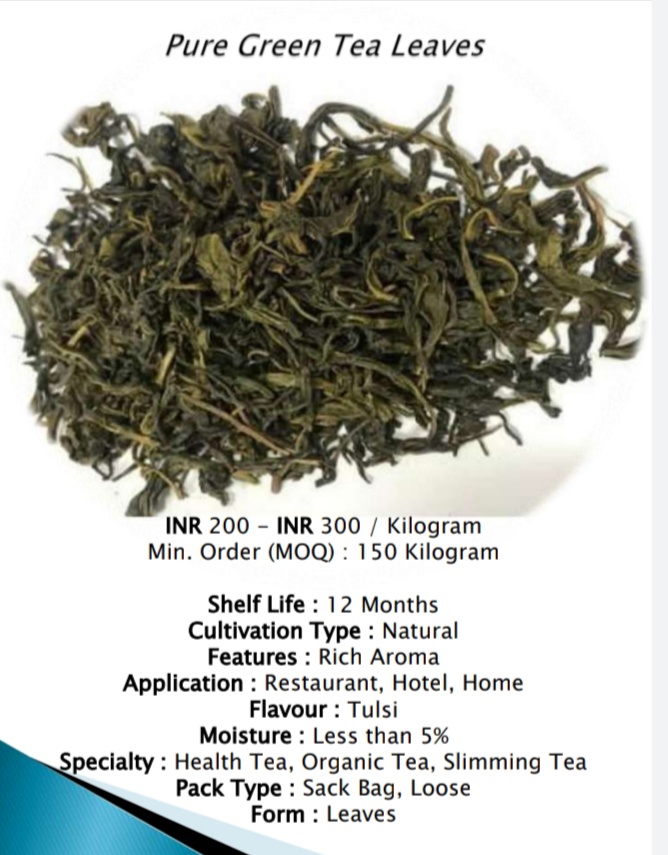 Pure Green Tea Leaves
INR 200 – INR 300 / Kilogram
Min. Order (MOQ) : 150 Kilogram
Shelf Life : 12 Months
Cultivation Type : Natural
Features : Rich Aroma
Application : Restaurant, Hotel, Home
Flavour : Tulsi
Moisture : Less than 5%
Specialty : Health Tea, Organic Tea, Slimming Tea
Pack Type : Sack Bag, Loose
Form : Leaves